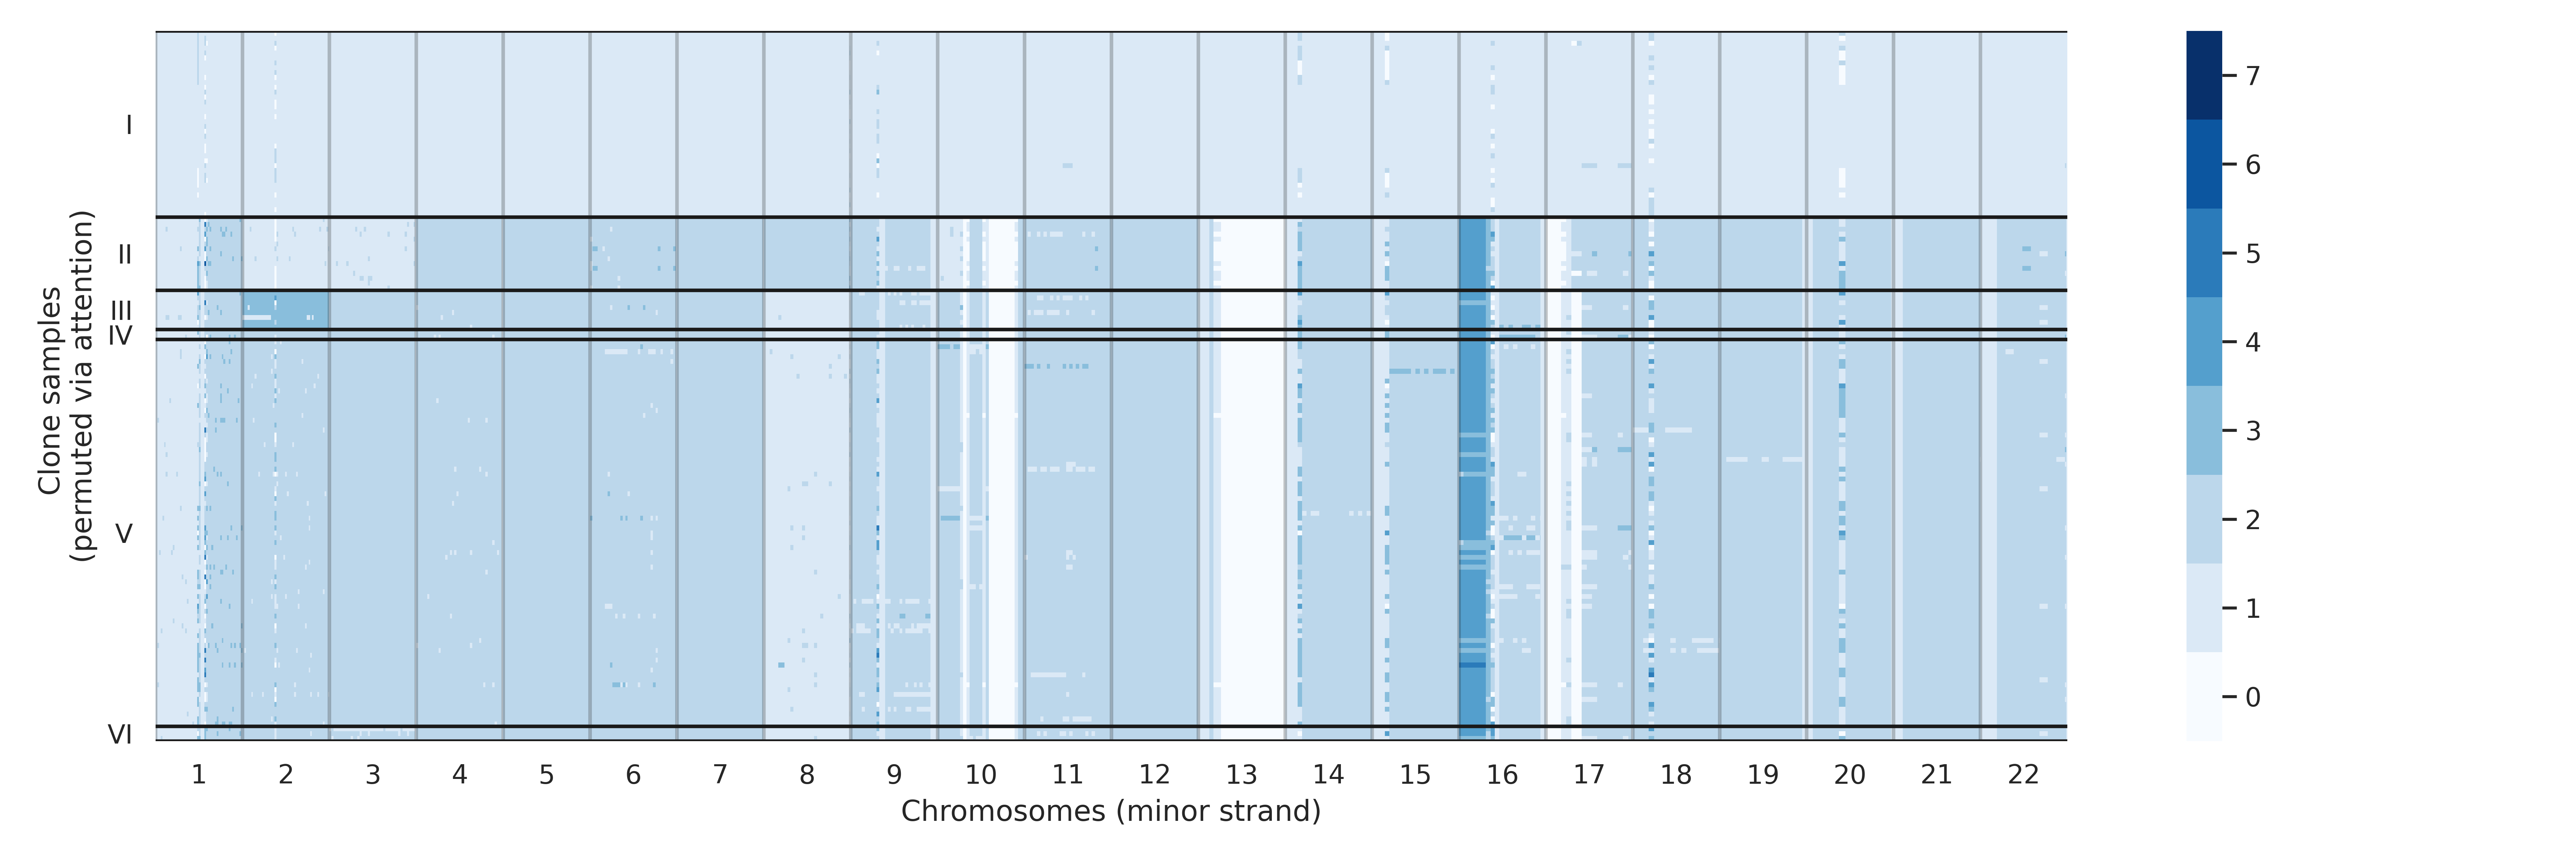 Clone samples
(permuted via attention)
I
II
III
IV
V
VI
1 2 3 4 5 6 7 8 9 10 11 12 13 14 15 16 17 18 19 20 21 22
Chromosomes (minor strand)
7
6
5
4
3
2
1
0